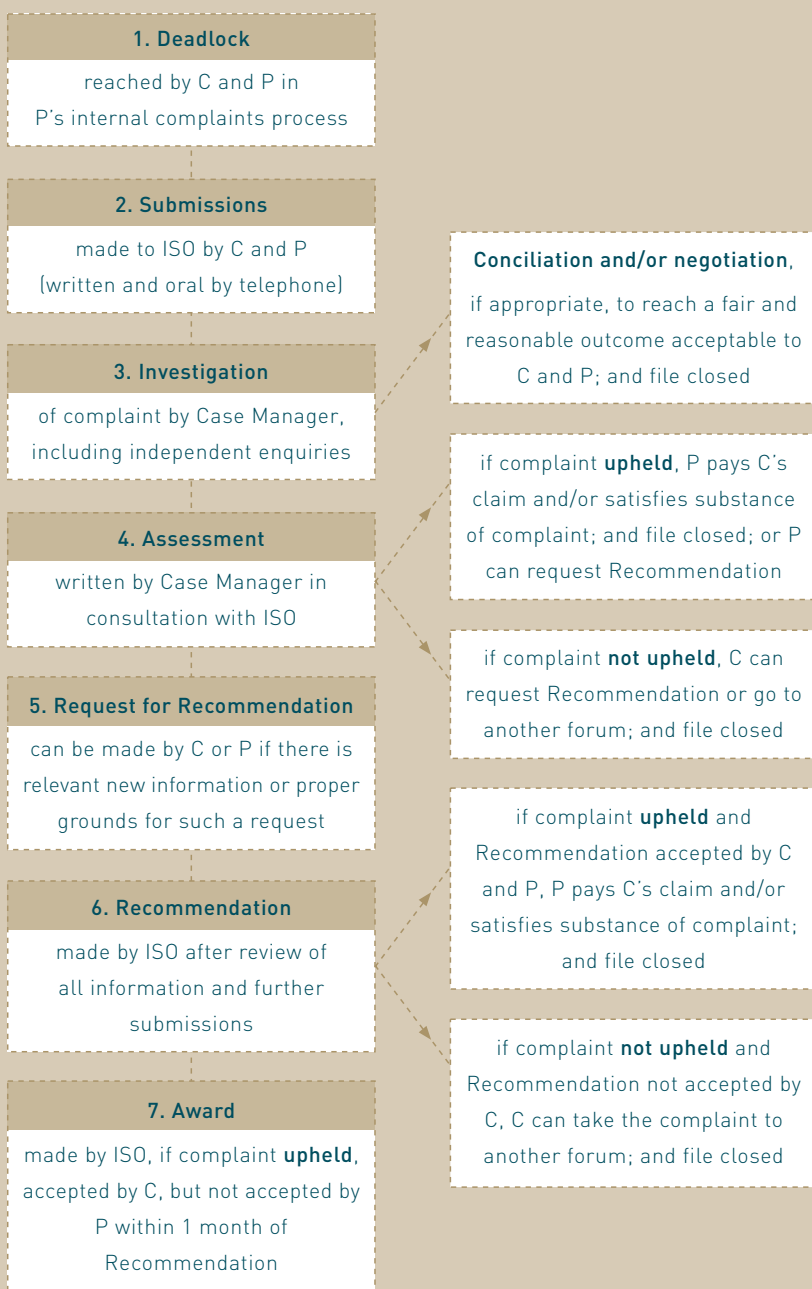 1. Deadlock
reached by C and P in
P's internal complaints process
2. Submissions
made to ISO by C and P
(written and oral by telephone)
3. Investigation
of complaint by Case Manager,
including independent enquiries
Conciliation and/or negotiation,
if appropriate, to reach a fair and
reasonable outcome acceptable to
C and P; and file closed
4. Assessment
written by Case Manager in
consultation with ISO
if complaint upheld, P pays C's
claim and/or satisfies substance
of complaint; and file closed; or P
can request Recommendation
if complaint not upheld, C can
request Recommendation or go to
another forum; and file closed
5. Request for Recommendation
can be made by C or P if there is
relevant new information or proper
grounds for such a request
6. Recommendation
made by ISO after review of
all information and further
submissions
if complaint upheld and
Recommendation accepted by C
and P, P pays C's claim and/or
satisfies substance of complaint;
and file closed
if complaint not upheld and
Recommendation not accepted by
C, C can take the complaint to
another forum; and file closed
7. Award
made by ISO, if complaint upheld,
accepted by C, but not accepted by
P within 1 month of
Recommendation